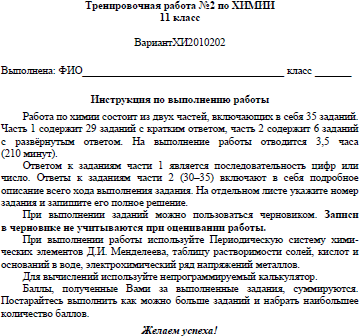 Тренировочная работа №2 по ХИМИИ
11 класс
ВариантХИ2010202
Выполнена: ФИО________________________________________ класс _______
Инструкция по выполнению работы
Работа по химии состоит из двух частей, включающих в себя 35 заданий.
Часть 1 содержит 29 заданий с кратким ответом, часть 2 содержит 6 заданий
с развёрнутым ответом. На выполнение работы отводится 3,5 часа
(210 минут).
Ответом к заданиям части 1 является последовательность цифр или
число. Ответы к заданиям части 2 (30–35) включают в себя подробное
описание всего хода выполнения задания. На отдельном листе укажите номер
задания и запишите его полное решение.
При выполнении заданий можно пользоваться черновиком. Записи
в черновике не учитываются при оценивании работы.
При выполнении работы используйте Периодическую систему хими-
ческих элементов Д.И. Менделеева, таблицу растворимости солей, кислот и
оснований в воде, электрохимический ряд напряжений металлов.
Для вычислений используйте непрограммируемый калькулятор.
Баллы, полученные Вами за выполненные задания, суммируются.
Постарайтесь выполнить как можно больше заданий и набрать наибольшее
количество баллов.
Желаем успеха!